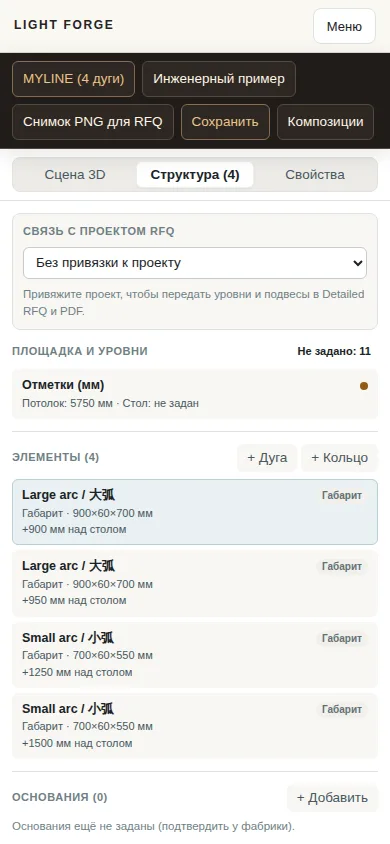 LIGHT FORGE
Меню
MYLINE (4 дуги)
Инженерный пример
Снимок PNG для RFQ
Сохранить
Композиции
Сцена 3D
Структура (4)
Свойства
СВЯЗЬ С ПРОЕКТОМ RFQ
Без привязки к проекту
Привяжите проект, чтобы передать уровни и подвесы в Detailed
RFQ и PDF.
ПЛОЩАДКА И УРОВНИ
Не задано: 11
Отметки (мм)
Потолок: 5750 мм · Стол: не задан
ЭЛЕМЕНТЫ (4)
+ Дуга
+ Кольцо
Large arc / 大弧
Габарит
Габарит · 900×60×700 мм
+900 мм над столом
Large arc / 大弧
Габарит
Габарит · 900×60×700 мм
+950 мм над столом
Small arc / 小弧
Габарит
Габарит · 700×60×550 мм
+1250 мм над столом
Small arc / 小弧
Габарит
Габарит · 700×60×550 мм
+1500 мм над столом
ОСНОВАНИЯ (0)
+ Добавить
Основания ещё не заданы (подтвердить у фабрики).